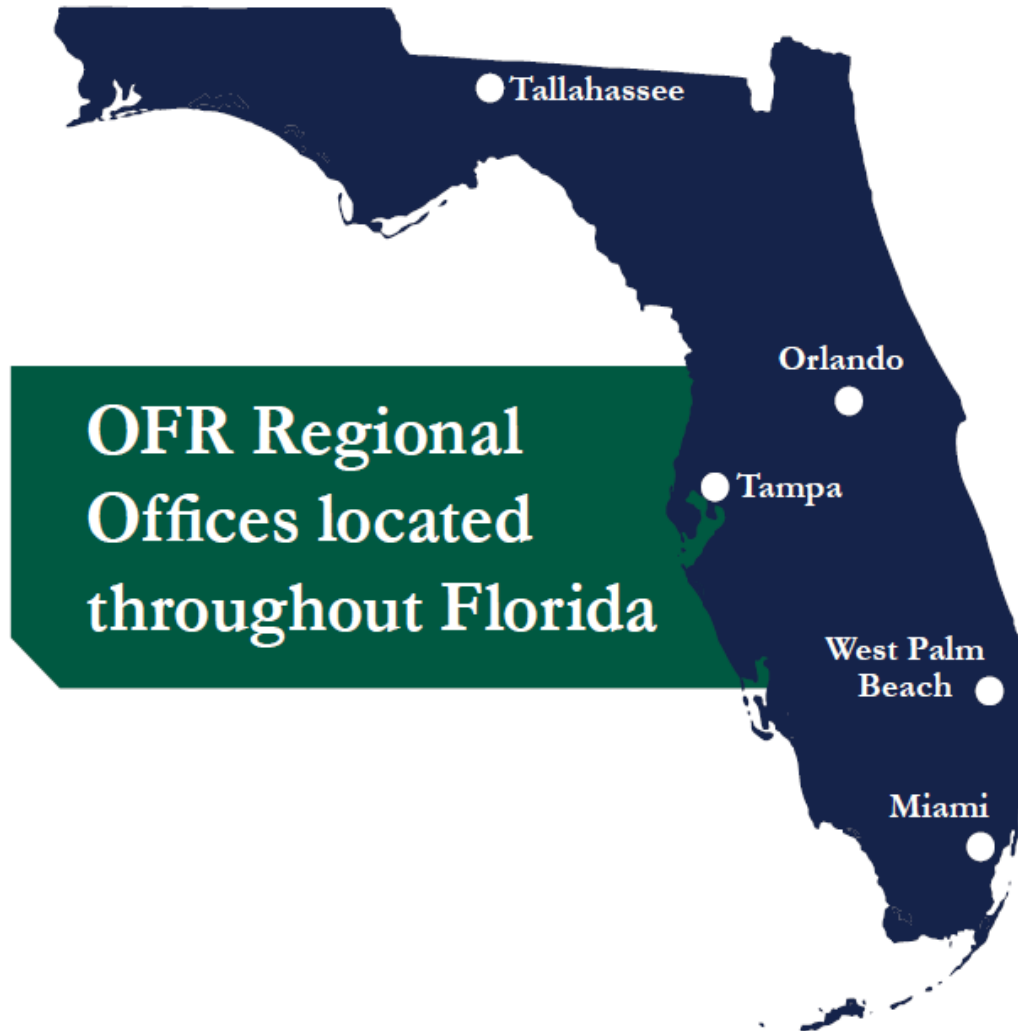 Tallahassee
Orlando
OFR Regional
Offices located
throughout Florida
Tampa
West Palm
Beach
Miami